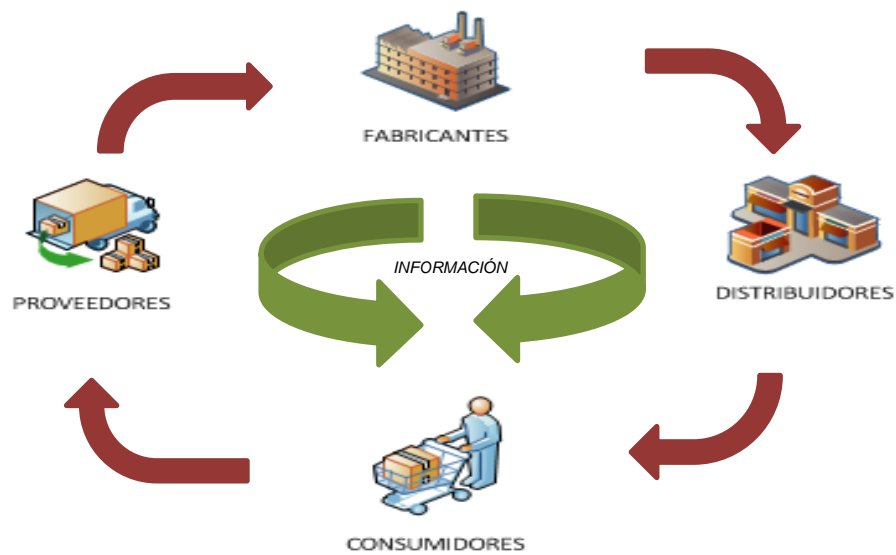 FABRICANTES
INFORMACIÓN
PROVEEDORES
DISTRIBUIDORES
CONSUMIDORES